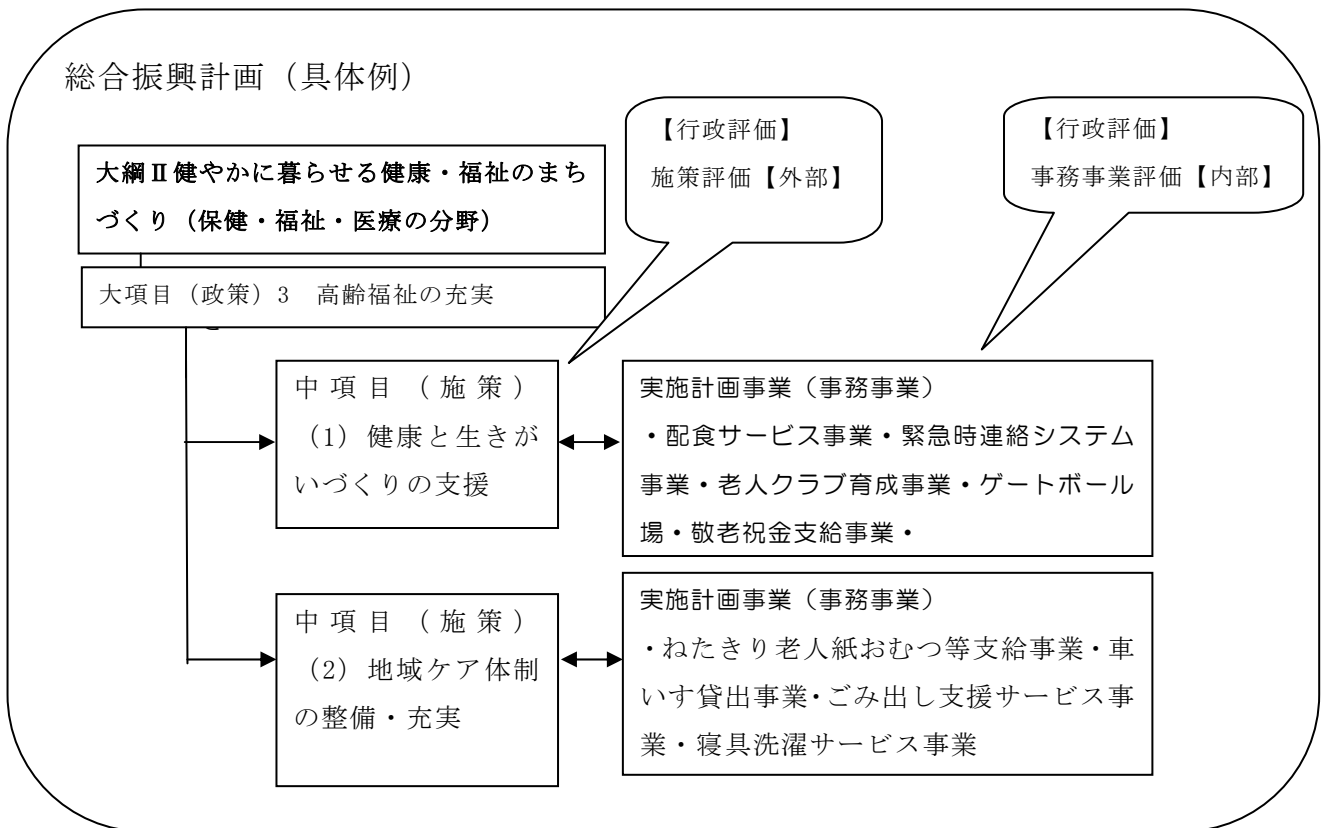 総合振興計画（具体例）
【行政評価】
施策評価【外部】
【行政評価】
事務事業評価【内部】
大綱Ⅱ健やかに暮らせる健康・福祉のまち
づくり（保健・福祉・医療の分野）
大項目（政策）3　高齢福祉の充実
中項目（施策）
（1）健康と生きが
いづくりの支援
実施計画事業（事務事業）
・配食サービス事業・緊急時連絡システム
事業・老人クラブ育成事業・ゲートボール
場・敬老祝金支給事業・
中項目（施策）
（2）地域ケア体制
の整備・充実
実施計画事業（事務事業）
・ねたきり老人紙おむつ等支給事業・車
いす貸出事業・ごみ出し支援サービス事
業・寝具洗濯サービス事業